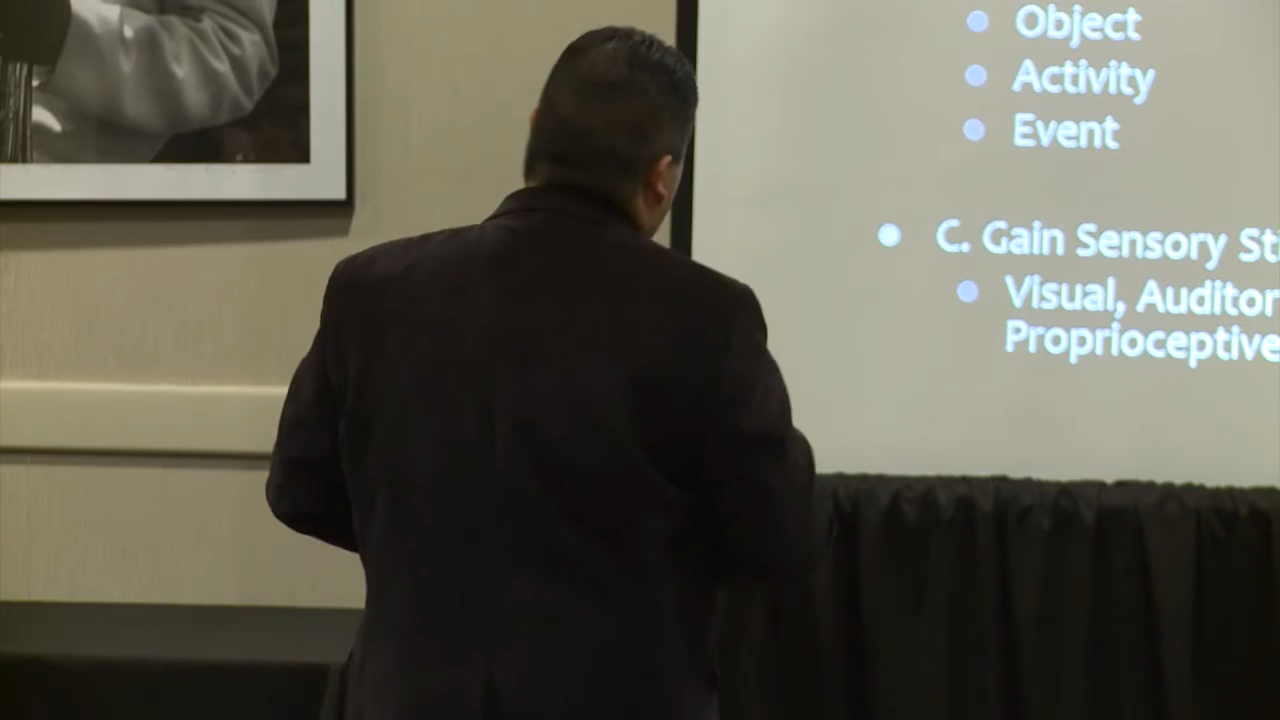 Object
Activity
Event
C. Gain Sensory
Visual,
Proprioceptive